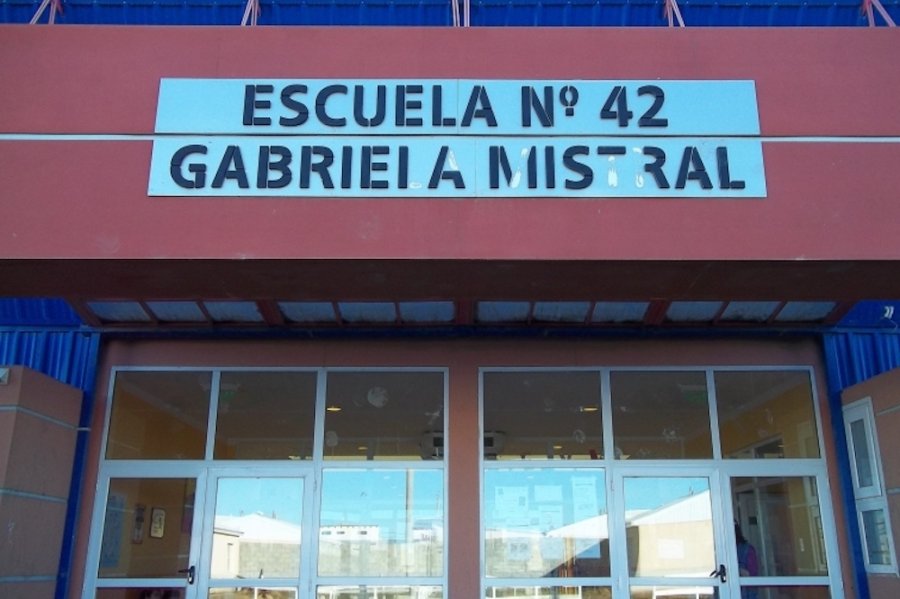 ESCUELA Nº 42
GABRIELA MISTRAL